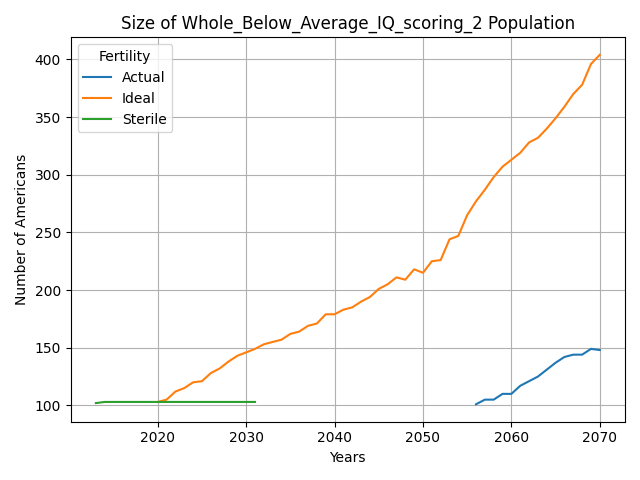 Size of Whole_Below_Average_IQ_scoring_2 Population
Fertility
Actual
Ideal
Sterile
Number of Americans
400
350
300
250
200
150
100
2020 2030 2040 2050 2060 2070
Years